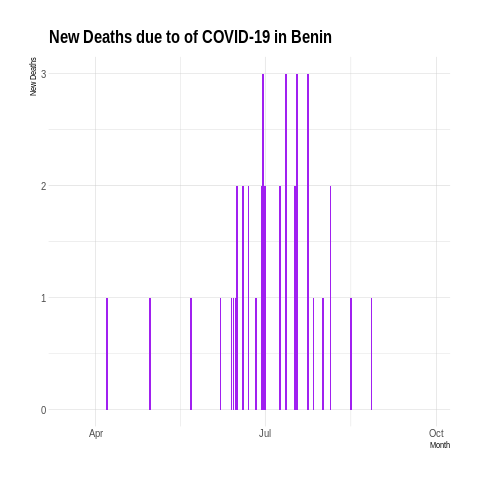 New Deaths due to of COVID-19 in Benin
New Deaths
3
2
1
0
Apr
Jul
Oct
Month